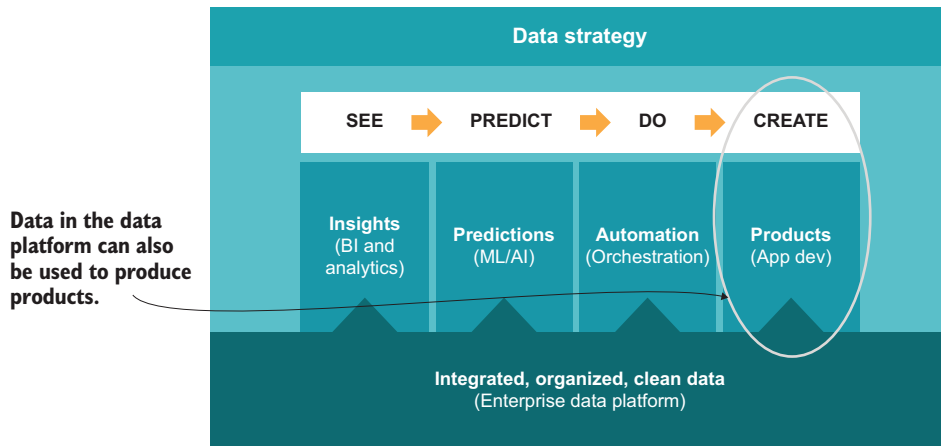 Data strategy
SEE PREDICT DO CREATE
Data in the data
platform can also
be used to produce
products.
Insights
(BI and
analytics)
Predictions
(ML/AI)
Automation
(Orchestration)
Products
(App dev)
Integrated, organized, clean data
(Enterprise data platform)